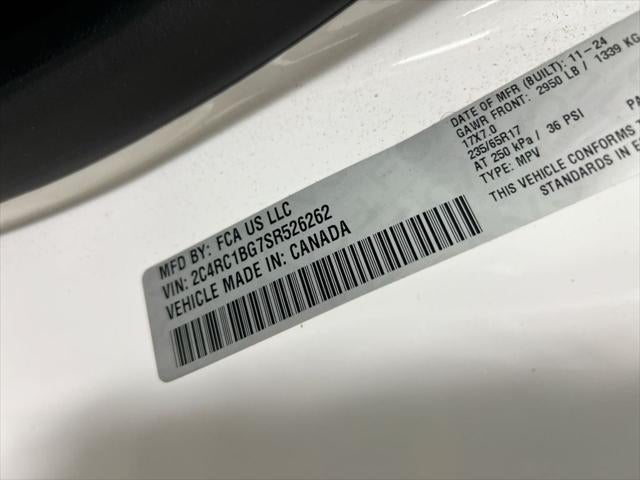 MFD BY: FCA US LLC
VIN: 2C4RC1BG7SR526262
VEHICLE MADE IN: CANADA
DATE OF MFR (BUILT): 11-24
GAWR FRONT: 2950 LB / 1339 KG
17X7.0
235/65R17
AT 250 kPa / 36 PSI
TYPE: MPV
THIS VEHICLE CONFORMS
STANDARDS IN